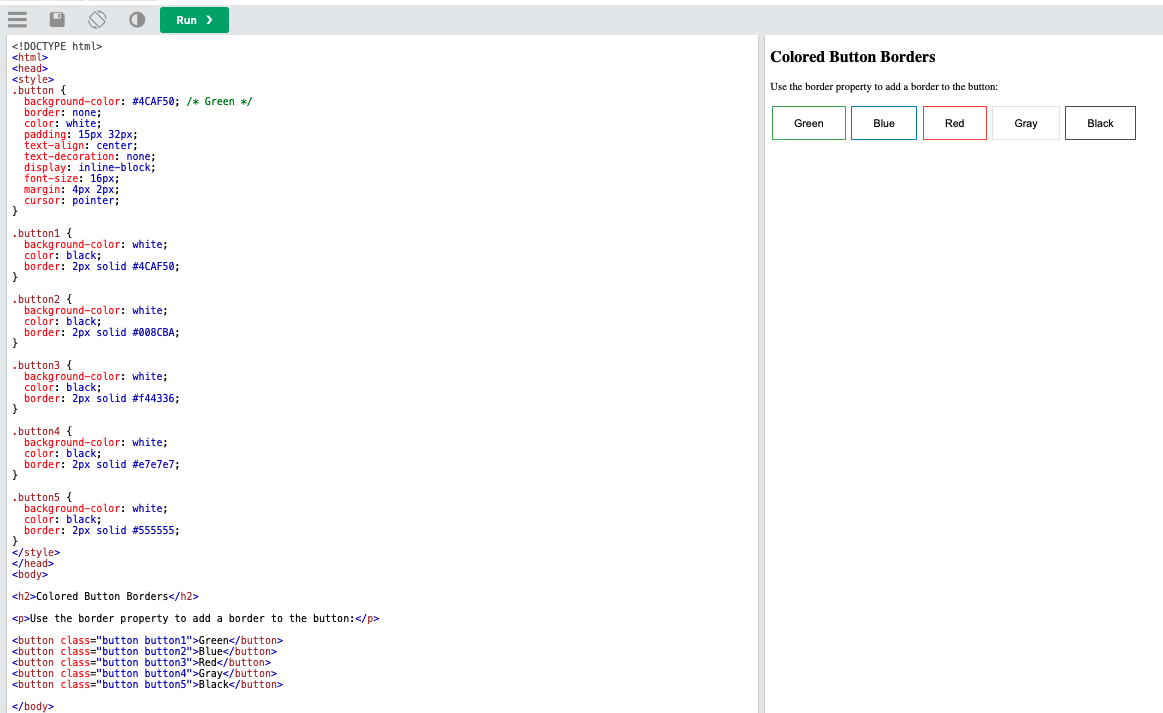 Run ❯
<!DOCTYPE html>
<html>
<head>
<style>
.button {
  background-color: #4CAF50; /* Green */
  border: none;
  color: white;
  padding: 15px 32px;
  text-align: center;
  text-decoration: none;
  display: inline-block;
  font-size: 16px;
  margin: 4px 2px;
  cursor: pointer;
}

.button1 {
  background-color: white;
  color: black;
  border: 2px solid #4CAF50;
}

.button2 {
  background-color: white;
  color: black;
  border: 2px solid #008CBA;
}

.button3 {
  background-color: white;
  color: black;
  border: 2px solid #f44336;
}

.button4 {
  background-color: white;
  color: black;
  border: 2px solid #e7e7e7;
}

.button5 {
  background-color: white;
  color: black;
  border: 2px solid #555555;
}
</style>
</head>
<body>

<h2>Colored Button Borders</h2>

<p>Use the border property to add a border to the button:</p>

<button class="button button1">Green</button>
<button class="button button2">Blue</button>
<button class="button button3">Red</button>
<button class="button button4">Gray</button>
<button class="button button5">Black</button>

</body>
Colored Button Borders
Use the border property to add a border to the button:
Green Blue Red Gray Black